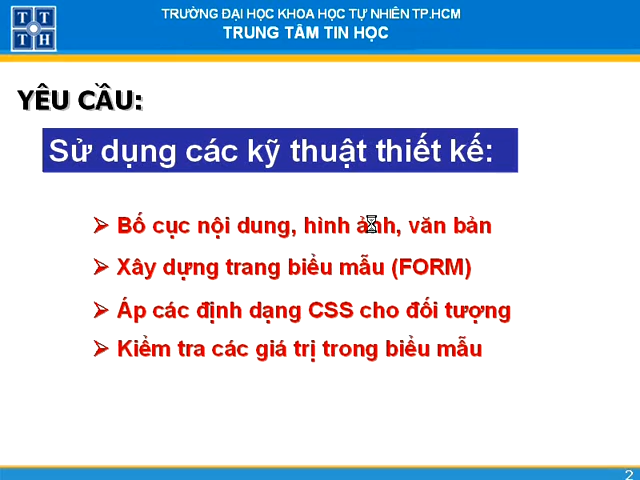 TRƯỜNG ĐẠI HỌC KHOA HỌC TỰ NHIÊN TP.HCM
TRUNG TÂM TIN HỌC
T T
T H
YÊU CẦU:
Sử dụng các kỹ thuật thiết kế:
Bố cục nội dung, hình ảnh, văn bản
Xây dựng trang biểu mẫu (FORM)
Áp các định dạng CSS cho đối tượng
Kiểm tra các giá trị trong biểu mẫu
2